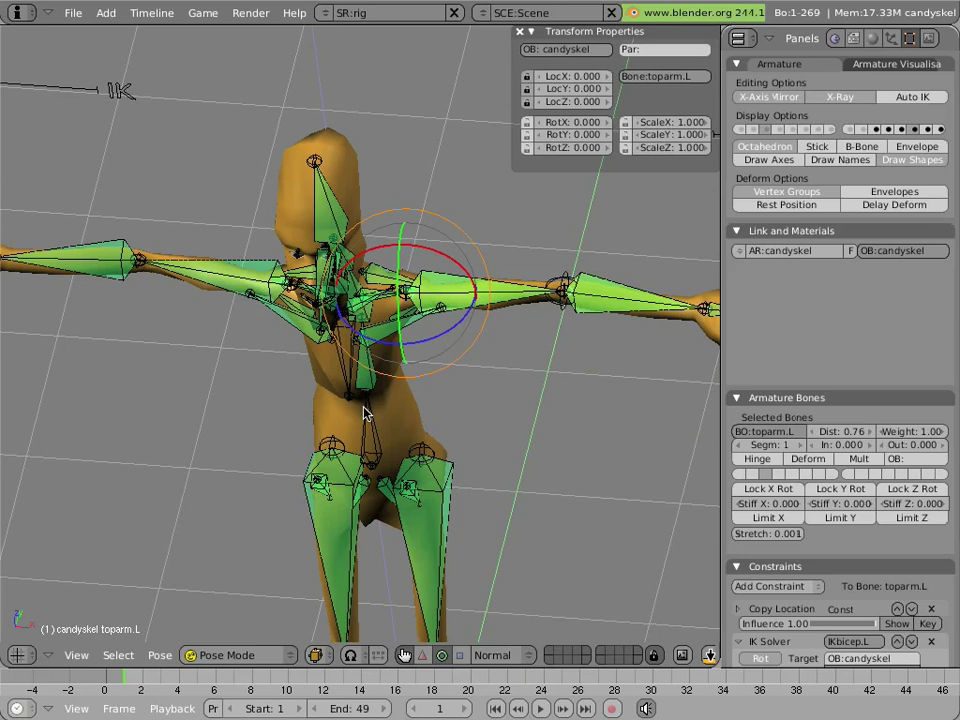 File Add Timeline Game Render Help SR:rig SCE:Scene www.blender.org 244.1 Bo:1-269 | Mem:17.33M candyskel
Transform Properties
OB: candyskel Par:
LocX: 0.000 Bone:toparm.L
LocY: 0.000
LocZ: 0.000
RotX: 0.000 ScaleX: 1.000
RotY: 0.000 ScaleY: 1.000
RotZ: 0.000 ScaleZ: 1.000
IK
Panels
Armature Armature Visualisa
Editing Options
X-Axis Mirror X-Ray Auto IK
Display Options
Octahedron Stick B-Bone Envelope
Draw Axes Draw Names Draw Shapes
Deform Options
Vertex Groups Envelopes
Rest Position Delay Deform
Link and Materials
AR:candyskel F OB:candyskel
Armature Bones
Selected Bones
BO:toparm.L Dist: 0.76 Weight: 1.00
Segm: 1 In: 0.000 Out: 0.000
Hinge Deform Mult OB:
Lock X Rot Lock Y Rot Lock Z Rot
Stiff X: 0.000 Stiff Y: 0.000 Stiff Z: 0.000
Limit X Limit Y Limit Z
Stretch: 0.001
Constraints
Add Constraint To Bone: toparm.L
Copy Location Const
Influence 1.00 Show Key
IK Solver IKbicep.L
Rot Target OB:candyskel
(1) candyskel toparm.L
View Select Pose Pose Mode Normal
-4 -2 0 2 4 6 8 10 12 14 16 18 20 22 24 26 28 30 32 34 36 38 40 42 44 46
View Frame Playback Pr Start: 1 End: 49 1